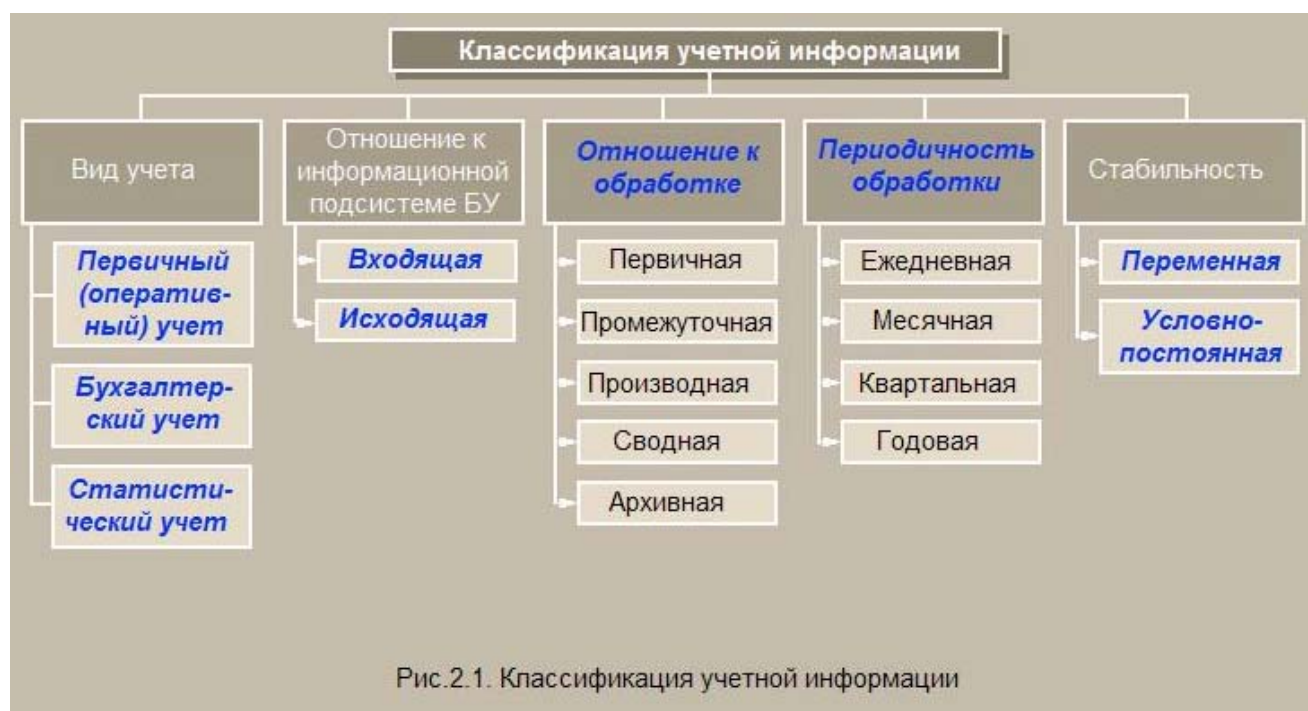 Классификация учетной информации
Вид учета
Отношение к
информационной
подсистеме БУ
Отношение к
обработке
Периодичность
обработки
Стабильность
Первичный
(оператив-
ный) учет
Бухгалтер-
ский учет
Статисти-
ческий учет
Входящая
Исходящая
Первичная
Промежуточная
Производная
Сводная
Архивная
Ежедневная
Месячная
Квартальная
Годовая
Переменная
Условно-
постоянная
Рис.2.1. Классификация учетной информации